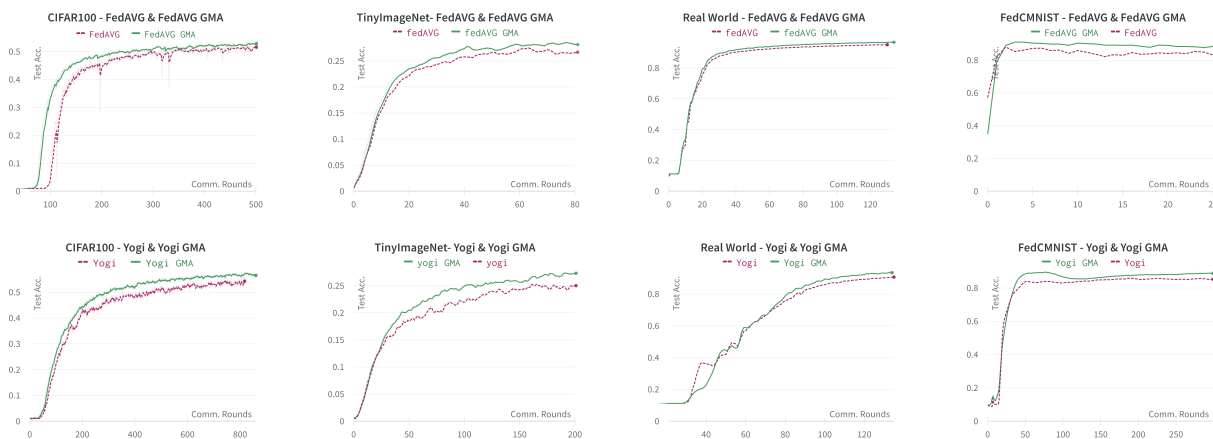 CIFAR100 - FedAVG & FedAVG GMA
FedAVG FedAVG GMA
Test Acc.
0.5
0.4
0.3
0.2
0.1
0
Comm. Rounds
100 200 300 400 500
TinyImageNet- FedAVG & FedAVG GMA
fedAVG fedAVG GMA
0.25
0.2
0.15
0.1
0.05
0
Comm. Rounds
0 20 40 60 80
Real World - FedAVG & FedAVG GMA
fedAVG fedAVG GMA
Test Acc.
0.8
0.6
0.4
0.2
0
Comm. Rounds
0 20 40 60 80 100 120
FedCMNIST - FedAVG & FedAVG GMA
FedAVG GMA FedAVG
Test Acc.
0.8
0.6
0.4
0.2
0
Comm. Rounds
0 5 10 15 20
CIFAR100 - Yogi & Yogi GMA
Yogi Yogi GMA
Test Acc.
0.5
0.4
0.3
0.2
0.1
0
Comm. Rounds
0 200 400 600 800
TinyImageNet- Yogi & Yogi GMA
yogi GMA yogi
Test Acc.
0.25
0.2
0.15
0.1
0.05
0
Comm. Rounds
0 50 100 150 200
Real World - Yogi & Yogi GMA
Yogi Yogi GMA
Test Acc.
0.8
0.6
0.4
0.2
0
Comm. Rounds
40 60 80 100 120
FedCMNIST - Yogi & Yogi GMA
Yogi GMA Yogi
Test Acc.
0.8
0.6
0.4
0.2
0
Comm. Rounds
0 50 100 150 200 250